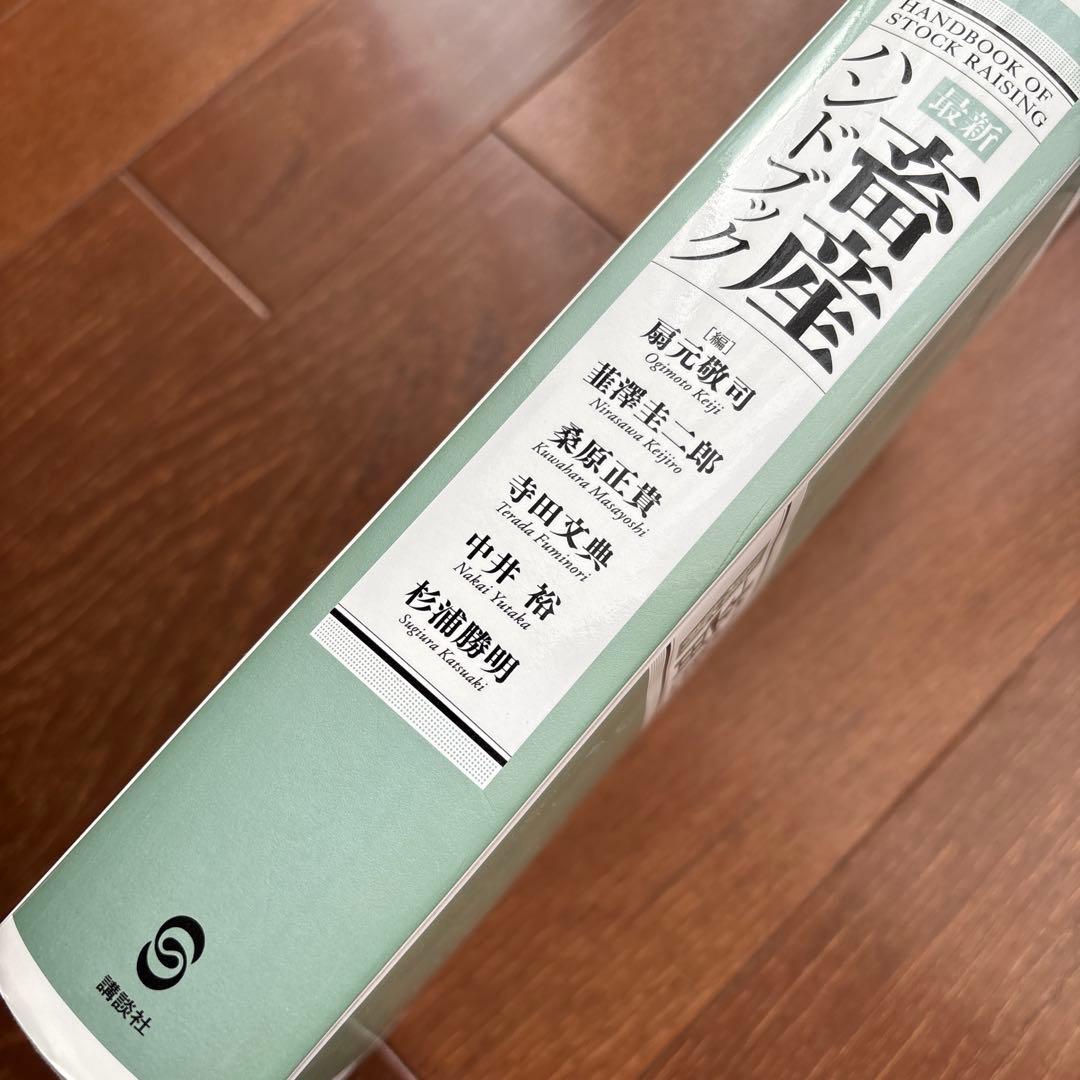 HANDBOOK OF
STOCK RAISING
最新
畜産
ハンドブック
[編]
扇元敬司
Ogimoto Keiji
韮澤圭二郎
Nirasawa Keijiro
桑原正貴
Kuwahara Masayoshi
寺田文典
Terada Fuminori
中井 裕
Nakai Yutaka
杉浦勝明
Sugiura Katsuaki
講談社